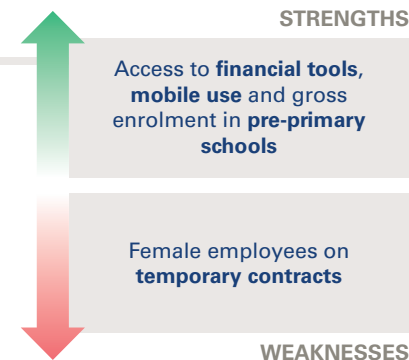 STRENGTHS
Access to financial tools,
mobile use and gross
enrolment in pre-primary
schools
Female employees on
temporary contracts
WEAKNESSES